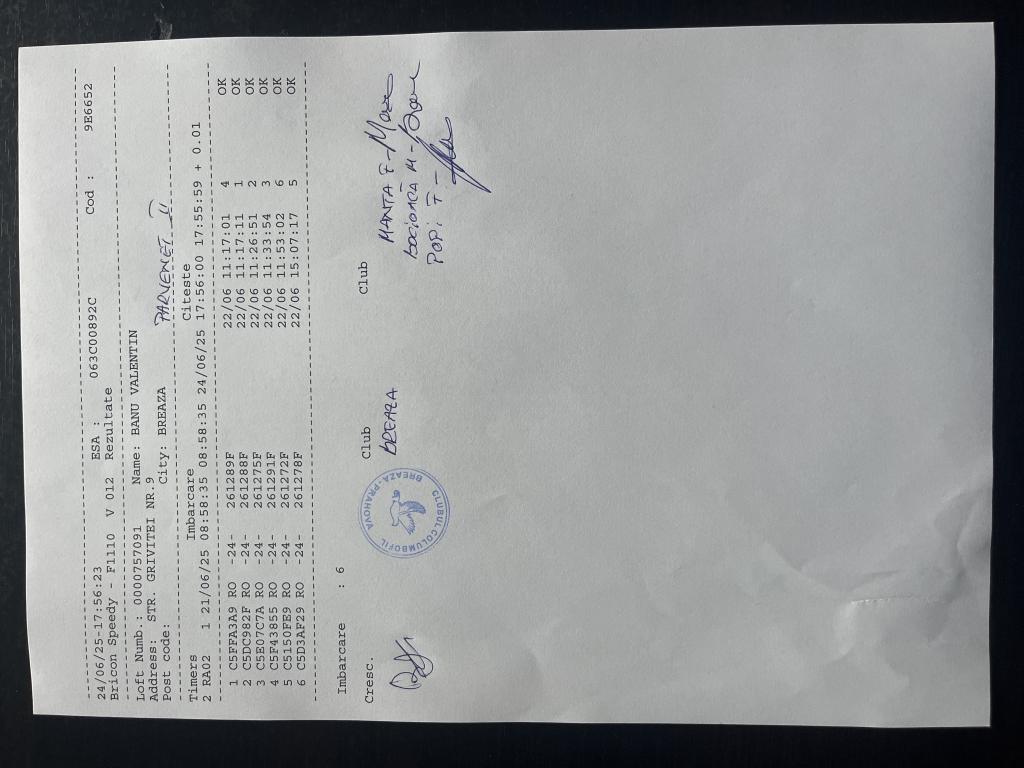 24/06/25-17:56:23 ESA : 063C00892C Cod : 9E6652
Bricon Speedy - F1110 V 012 Rezultate
Loft Numb.: 0000757091 Name: BANU VALENTIN
Address: STR. GRIVITEI NR.9
Post code: City: BREAZA
Timers Imbarcare Citeste
2 RA02 1 21/06/25 08:58:35 08:58:35 24/06/25 17:56:00 17:55:59 + 0.01
1 C5FFA3A9 RO -24- 261289F 22/06 11:17:01 4 OK
2 C5DC982F RO -24- 261288F 22/06 11:17:11 1 OK
3 C5E07C7A RO -24- 261275F 22/06 11:26:51 2 OK
4 C5F43855 RO -24- 261291F 22/06 11:33:54 3 OK
5 C5150FE9 RO -24- 261272F 22/06 11:53:02 6 OK
6 C5D3AF29 RO -24- 261278F 22/06 15:07:17 5 OK
Imbarcare : 6
Cresc. Club Club
BREAZA
MANTA F -
POPI F -
CLUBUL COLUMBOFIL
BREAZA-PRAHOVA